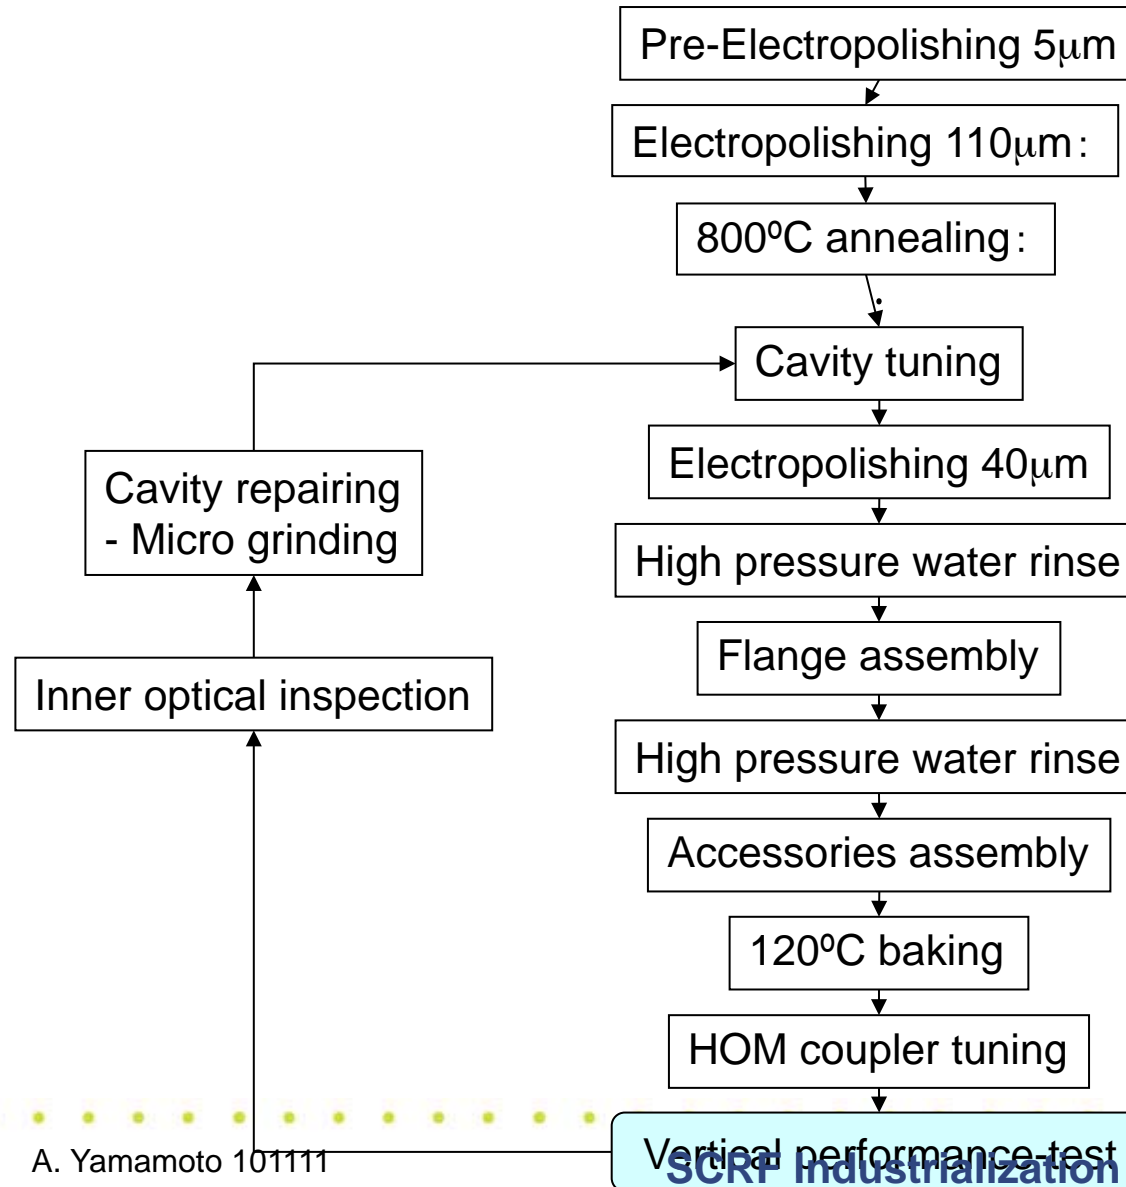 Pre-Electropolishing 5μm
Electropolishing 110μm:
800ºC annealing:
.
Cavity tuning
Electropolishing 40μm
Cavity repairing
- Micro grinding
High pressure water rinse
Flange assembly
Inner optical inspection
High pressure water rinse
Accessories assembly
120ºC baking
HOM coupler tuning
Vertical performance-test
A. Yamamoto 101111
SCRF Industrialization